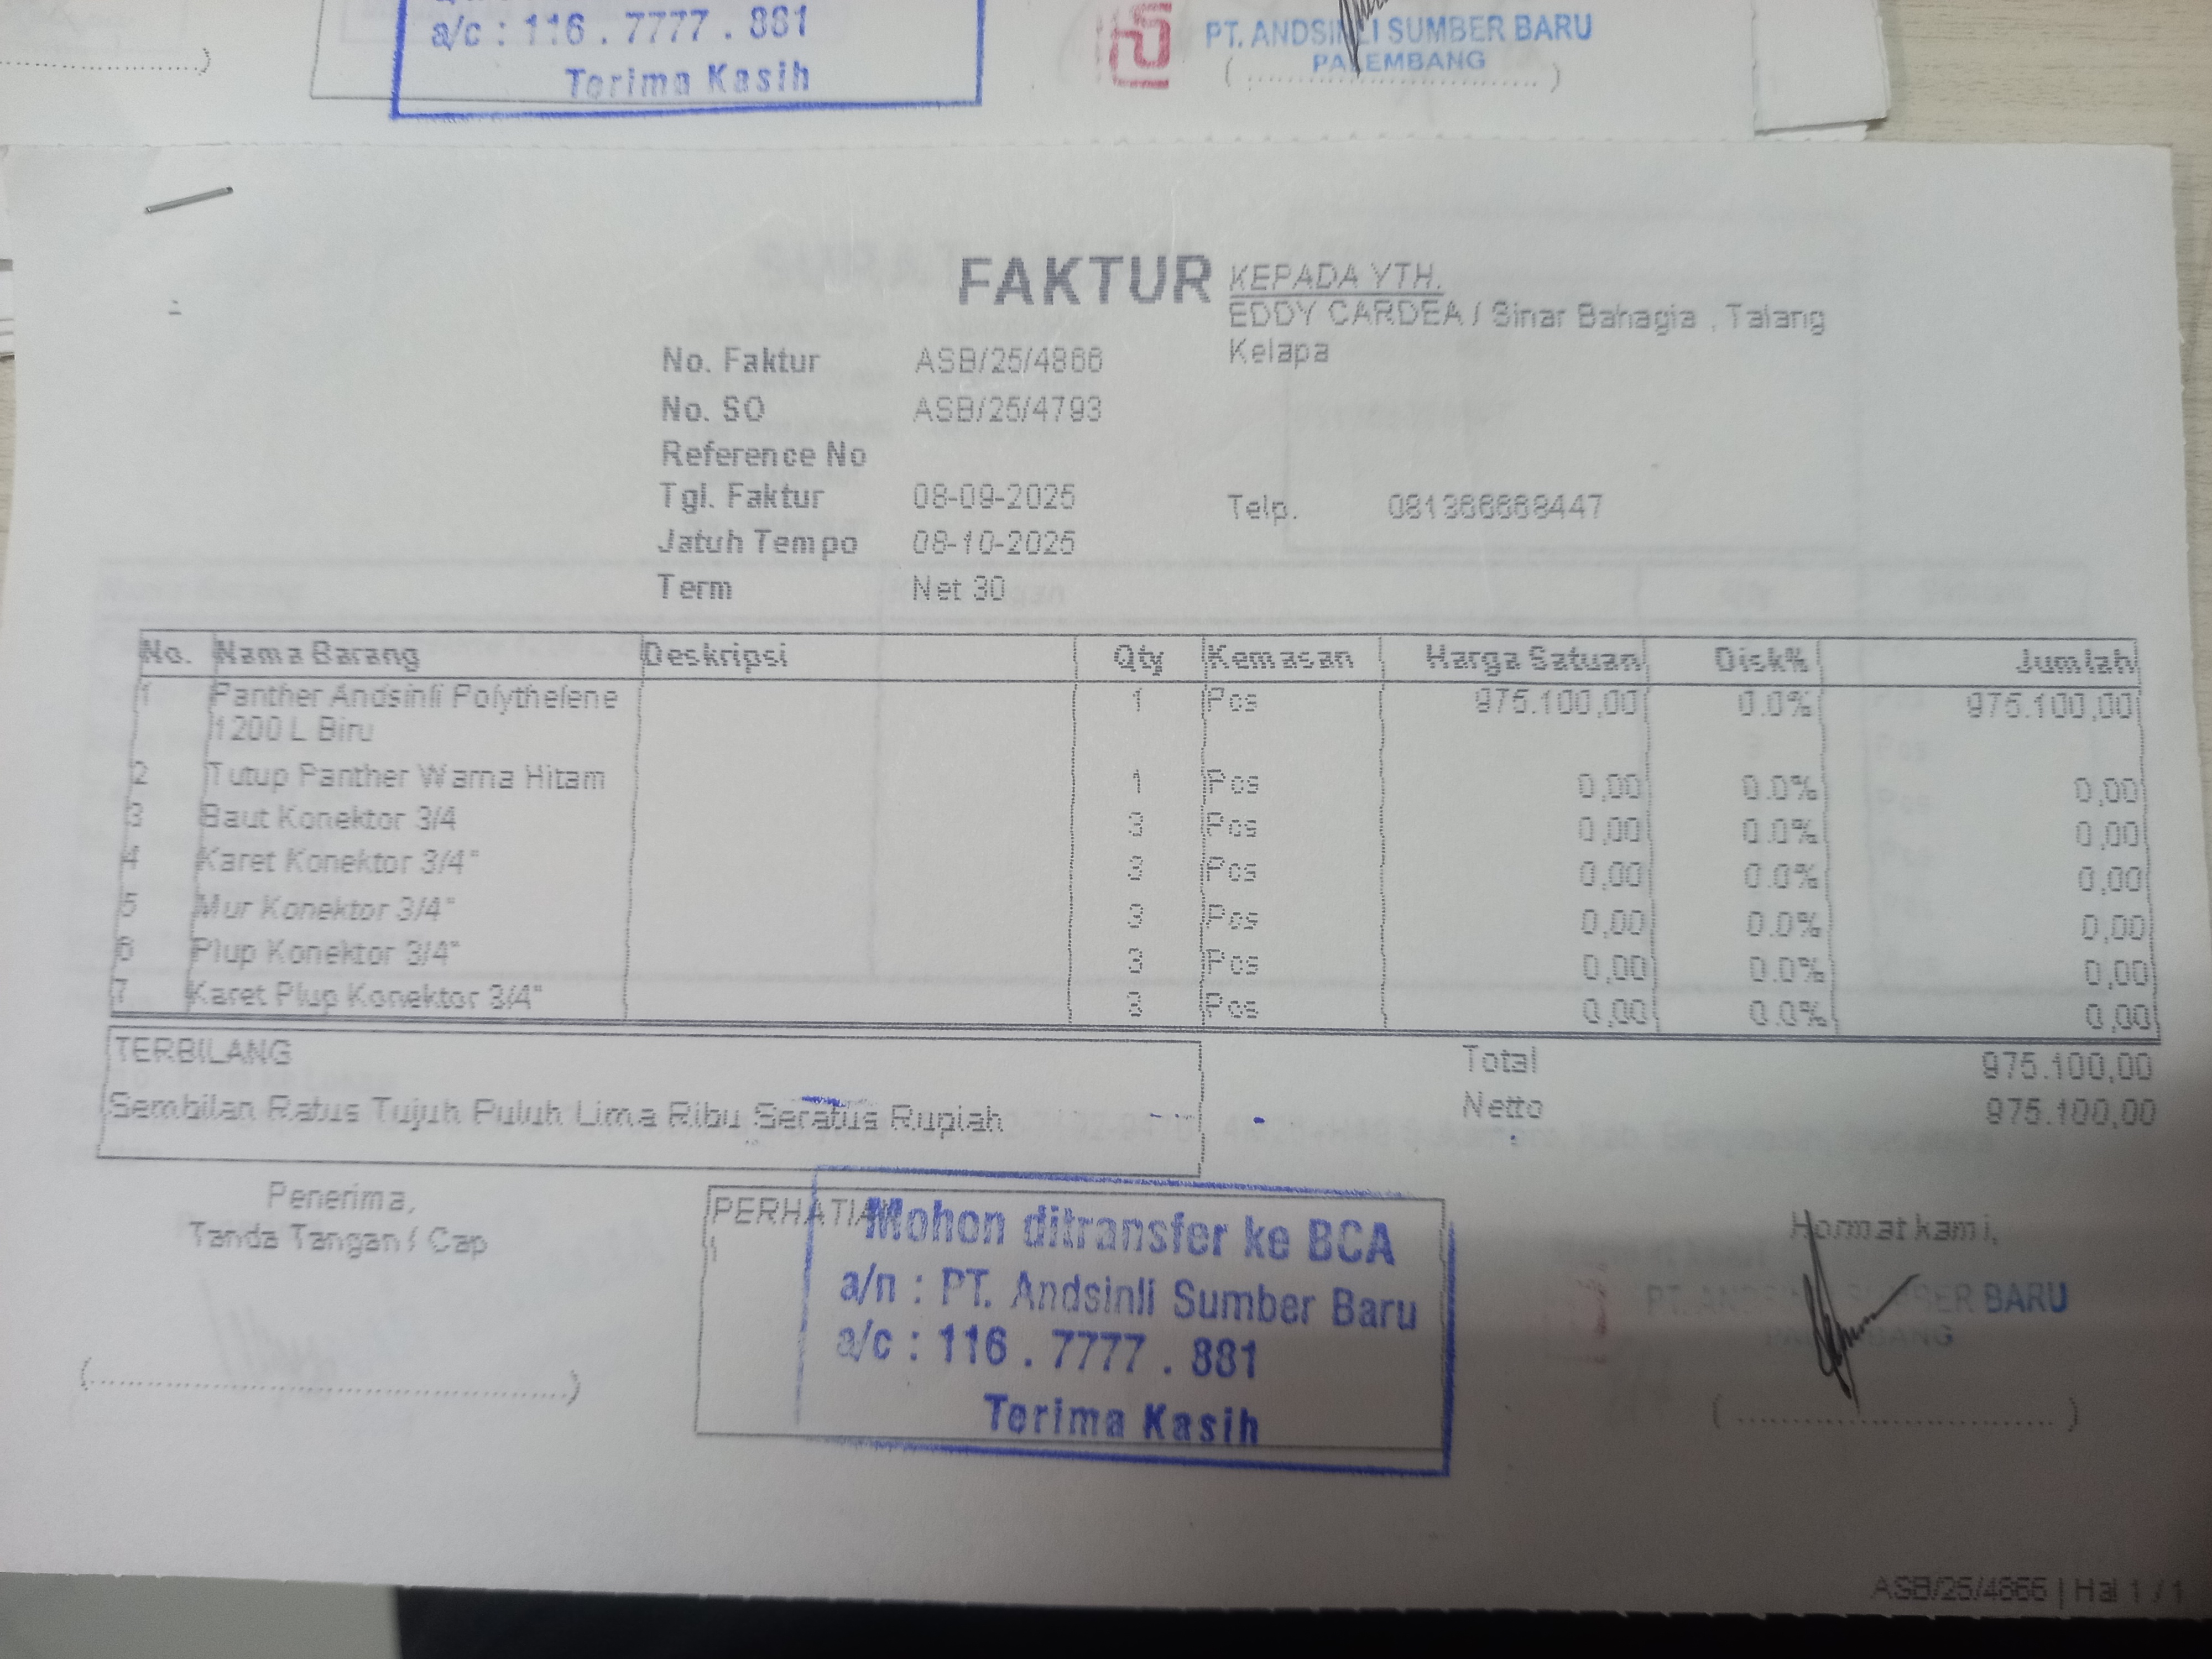 a/c : 116 . 7777 . 881
Terima Kasih
PT. ANDSINLI SUMBER BARU
PALEMBANG
FAKTUR
KEPADA YTH.
EDDY CARDEA / Sinar Bahagia , Talang
Kelapa
No. Faktur ASB/25/4866
No. SO ASB/25/4793
Reference No
Tgl. Faktur 08-09-2025
Telp.
Jatuh Tempo 08-10-2025
Term Net 30
No. Nama Barang Deskripsi Qty Kemasan Harga Satuan Disk% Jumlah
1 Panther Andsinli Polythelene 1 Pcs 975.100,00 0.0% 975.100,00
1200 L Biru
2 Tutup Panther Warna Hitam 1 Pcs 0,00 0.0% 0,00
3 Baut Konektor 3/4 3 Pcs 0,00 0.0% 0,00
4 Karet Konektor 3/4" 3 Pcs 0,00 0.0% 0,00
5 Mur Konektor 3/4" 3 Pcs 0,00 0.0% 0,00
6 Plup Konektor 3/4" 3 Pcs 0,00 0.0% 0,00
7 Karet Plup Konektor 3/4" 3 Pcs 0,00 0.0% 0,00
TERBILANG
Sembilan Ratus Tujuh Puluh Lima Ribu Seratus Rupiah
Total 975.100,00
Netto 975.100,00
Penerima,
Tanda Tangan / Cap
PERHATIAN
Mohon ditransfer ke BCA
a/n : PT. Andsinli Sumber Baru
a/c : 116 . 7777 . 881
Terima Kasih
Hormat kami,
PT. ANDSINLI SUMBER BARU
PALEMBANG
ASB/25/4866 | Hal 1 / 1